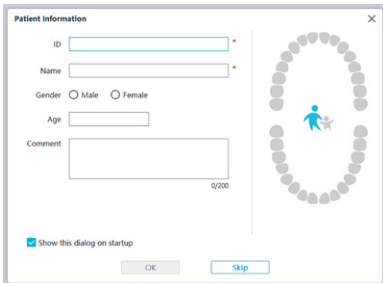 Patient Information
ID *
Name *
Gender Male Female
Age
Comment
0/200
Show this dialog on startup
OK Skip